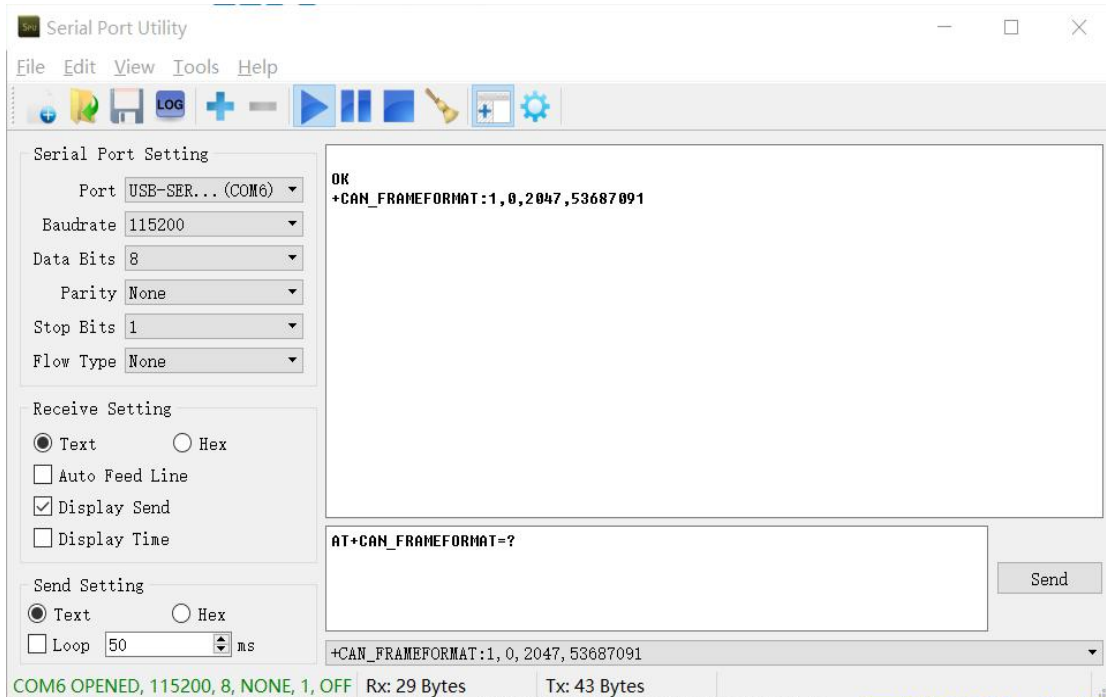 Serial Port Utility
File Edit View Tools Help
LOG
Serial Port Setting
Port USB-SER...(COM6)
Baudrate 115200
Data Bits 8
Parity None
Stop Bits 1
Flow Type None
Receive Setting
Text Hex
Auto Feed Line
Display Send
Display Time
Send Setting
Text Hex
Loop 50 ms
OK
+CAN_FRAMEFORMAT:1,0,2047,53687091
AT+CAN_FRAMEFORMAT=?
Send
+CAN_FRAMEFORMAT:1,0,2047,53687091
COM6 OPENED, 115200, 8, NONE, 1, OFF Rx: 29 Bytes Tx: 43 Bytes